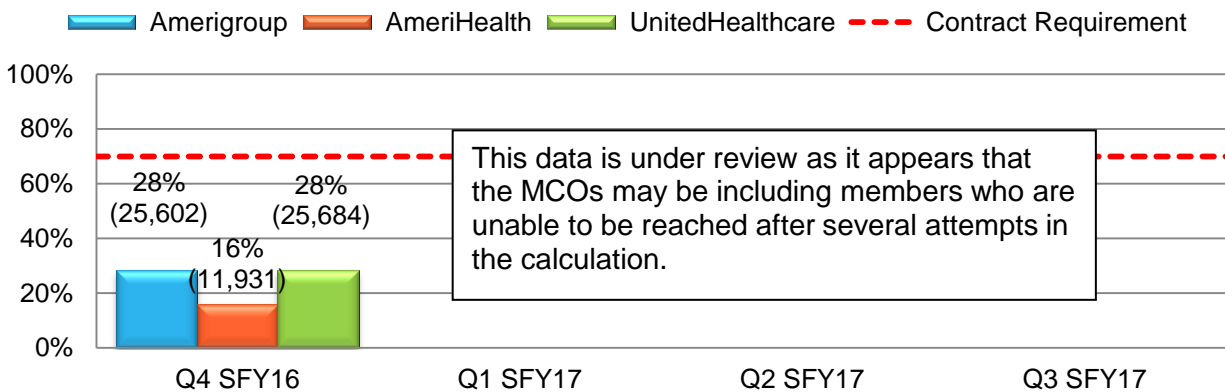 Amerigroup AmeriHealth UnitedHealthcare Contract Requirement
100%
80%
60%
40%
20%
0%
28%
(25,602)
16%
(11,931)
28%
(25,684)
This data is under review as it appears that
the MCOs may be including members who are
unable to be reached after several attempts in
the calculation.
Q4 SFY16 Q1 SFY17 Q2 SFY17 Q3 SFY17